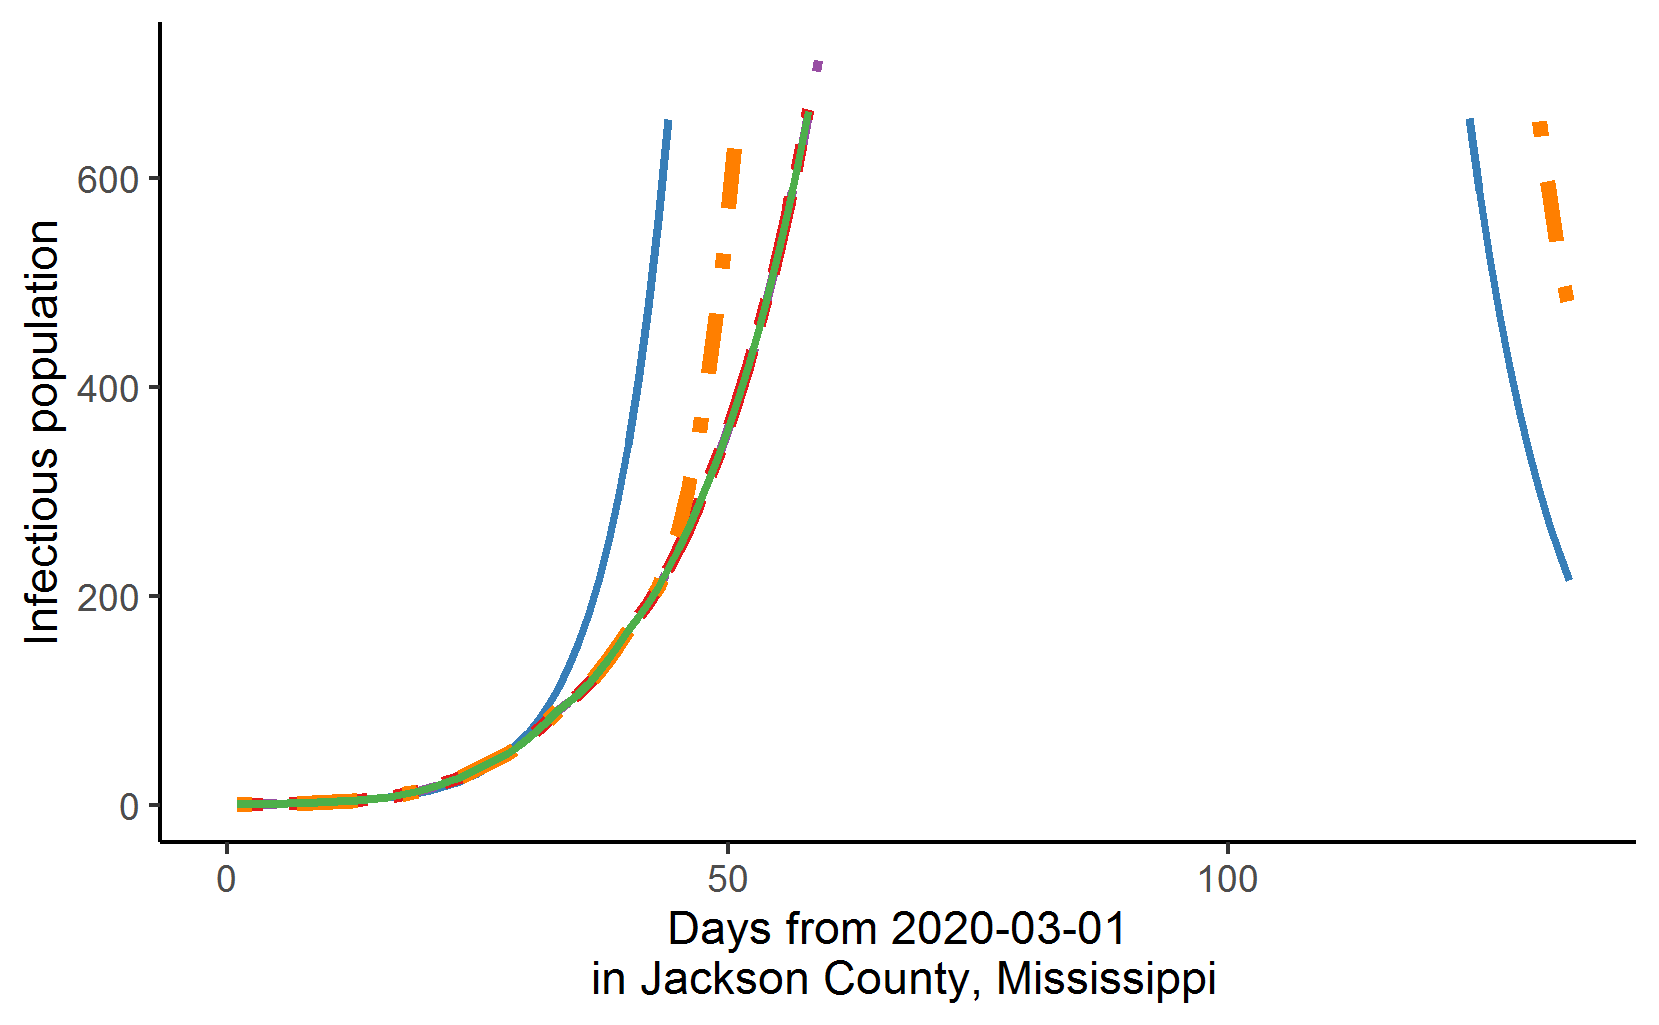 Infectious population
600
400
200
0
0 50 100
Days from 2020-03-01
in Jackson County, Mississippi